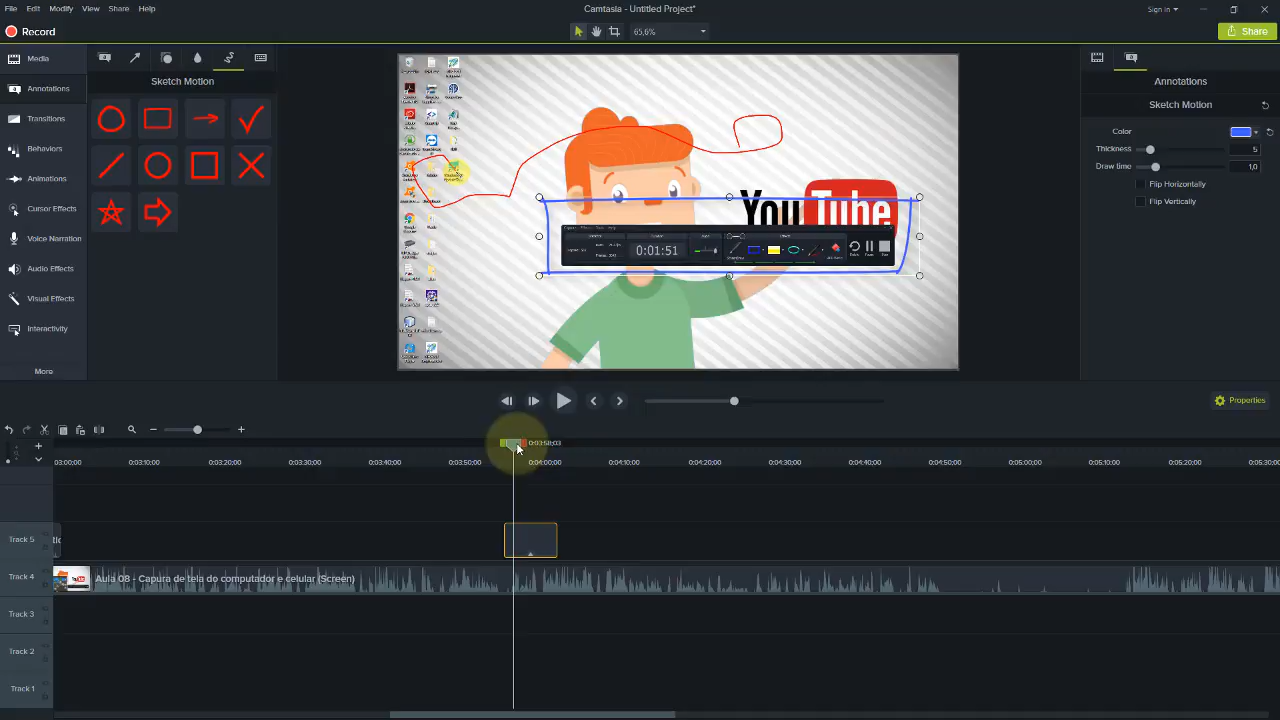 File Edit Modify View Share Help
Camtasia - Untitled Project*
Sign in
Record
65,6%
Share
Media
Annotations
Transitions
Behaviors
Animations
Cursor Effects
Voice Narration
Audio Effects
Visual Effects
Interactivity
More
Sketch Motion
YouTube
0:01:51
Annotations
Sketch Motion
Color
Thickness 5
Draw time 1,0
Flip Horizontally
Flip Vertically
Properties
0:03:58;03
03:00;00 0:03:10;00 0:03:20;00 0:03:30;00 0:03:40;00 0:03:50;00 0:04:00;00 0:04:10;00 0:04:20;00 0:04:30;00 0:04:40;00 0:04:50;00 0:05:00;00 0:05:10;00 0:05:20;00 0:05:30;00
Track 5
Track 4
Aula 08 - Capura de tela do computador e celular (Screen)
Track 3
Track 2
Track 1